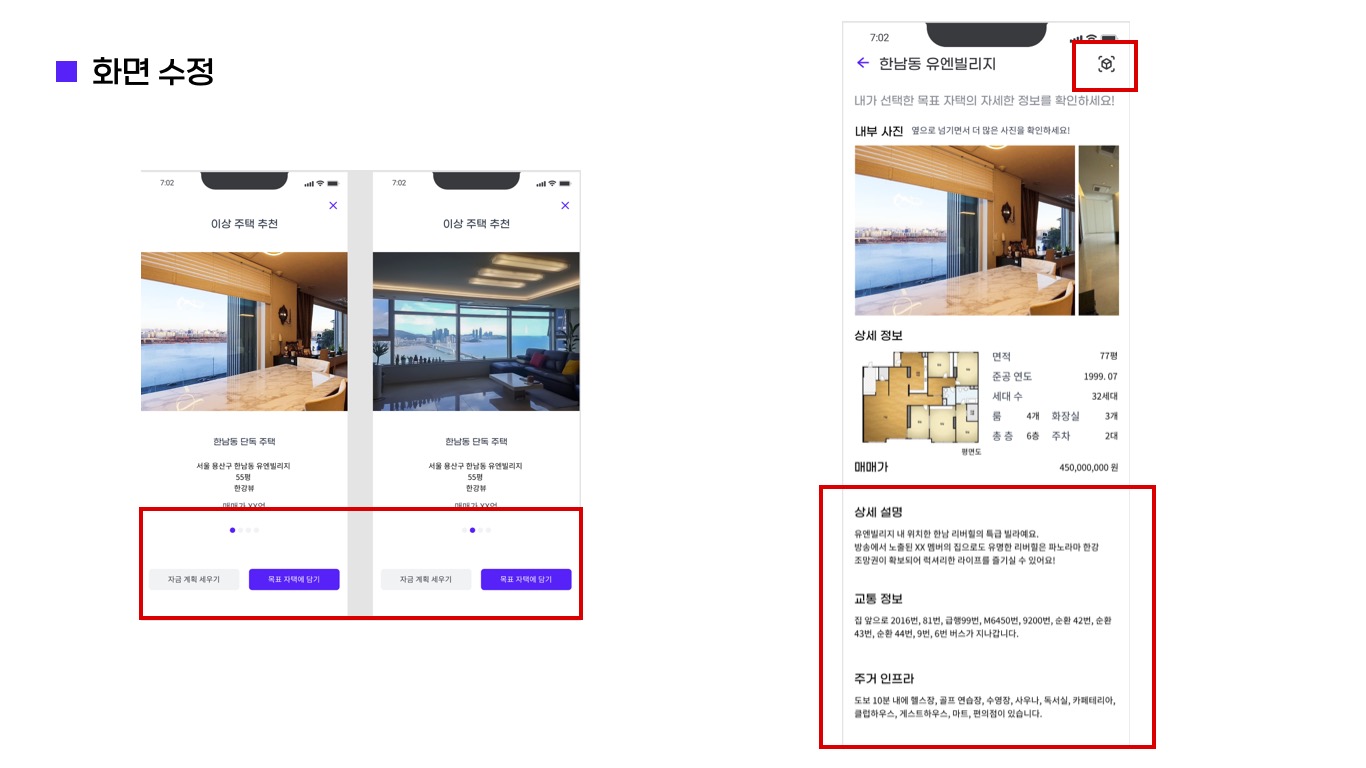 화면 수정
7:02
이상 주택 추천
한남동 단독 주택
서울 용산구 한남동 유엔빌리지
55평
한강뷰
매매가 XX억
자금 계획 세우기
목표 자택에 담기
7:02
이상 주택 추천
한남동 단독 주택
서울 용산구 한남동 유엔빌리지
55평
한강뷰
매매가 XX억
자금 계획 세우기
목표 자택에 담기
7:02
한남동 유엔빌리지
내가 선택한 목표 자택의 자세한 정보를 확인하세요!
내부 사진 옆으로 넘기면서 더 많은 사진을 확인하세요!
상세 정보
면적 77평
준공 연도 1999. 07
세대 수 32세대
룸 4개 화장실 3개
총 층 6층 주차 2대
평면도
매매가 450,000,000 원
상세 설명
유엔빌리지 내 위치한 한남 리버힐의 특급 빌라예요.
방송에서 노출된 XX 멤버의 집으로도 유명한 리버힐은 파노라마 한강
조망권이 확보되어 럭셔리한 라이프를 즐기실 수 있어요!
교통 정보
집 앞으로 2016번, 81번, 급행99번, M6450번, 9200번, 순환 42번, 순환
43번, 순환 44번, 9번, 6번 버스가 지나갑니다.
주거 인프라
도보 10분 내에 헬스장, 골프 연습장, 수영장, 사우나, 독서실, 카페테리아,
클럽하우스, 게스트하우스, 마트, 편의점이 있습니다.